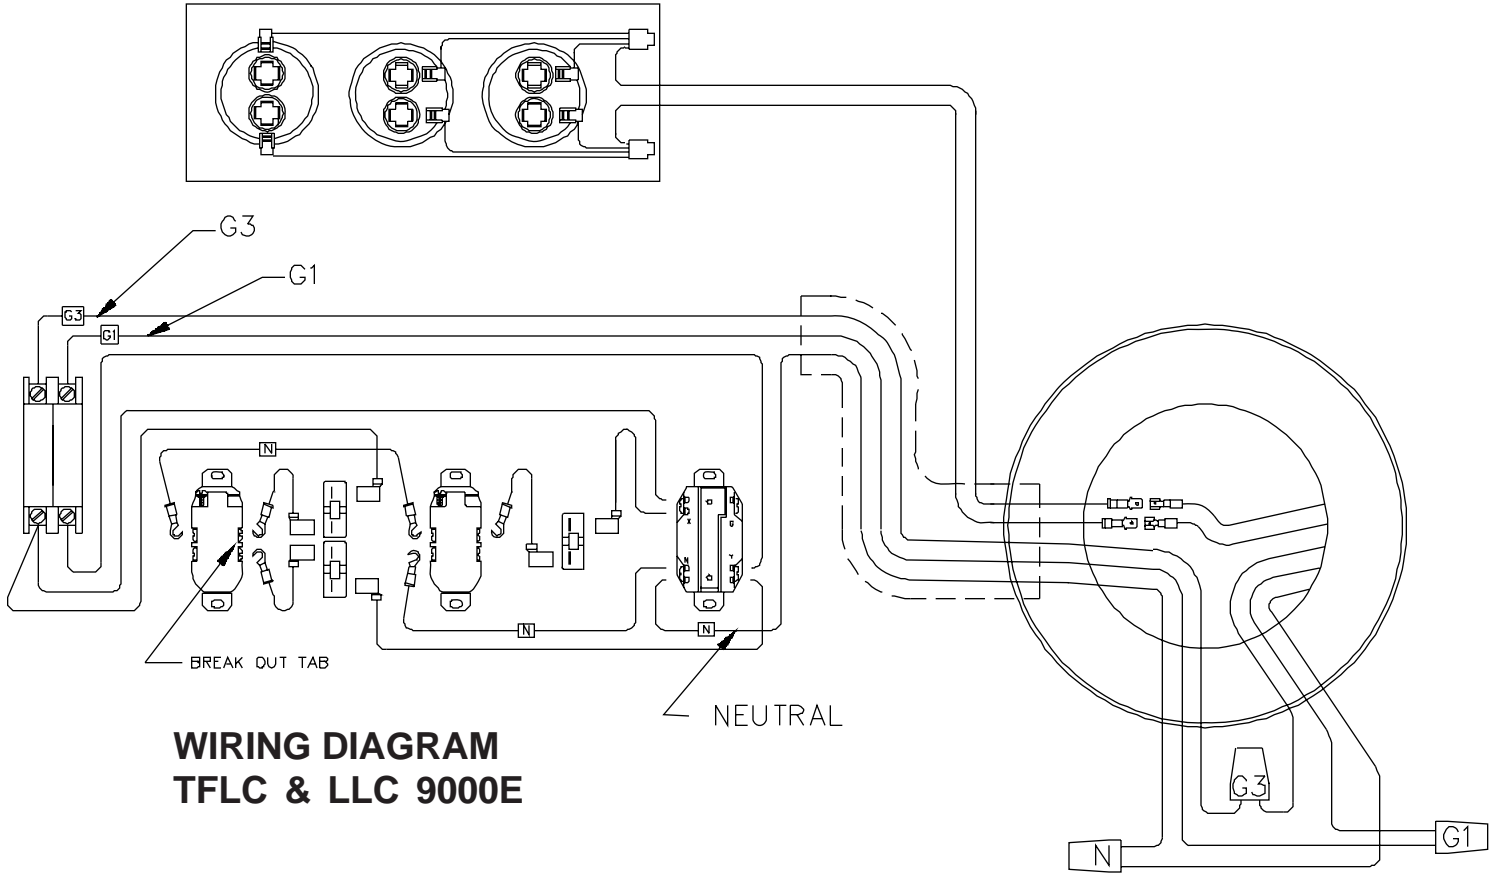 G3
G1
G3
G1
N
X
G
W
Y
N
N
BREAK OUT TAB
NEUTRAL
WIRING DIAGRAM
TFLC & LLC 9000E
G3
G1
N